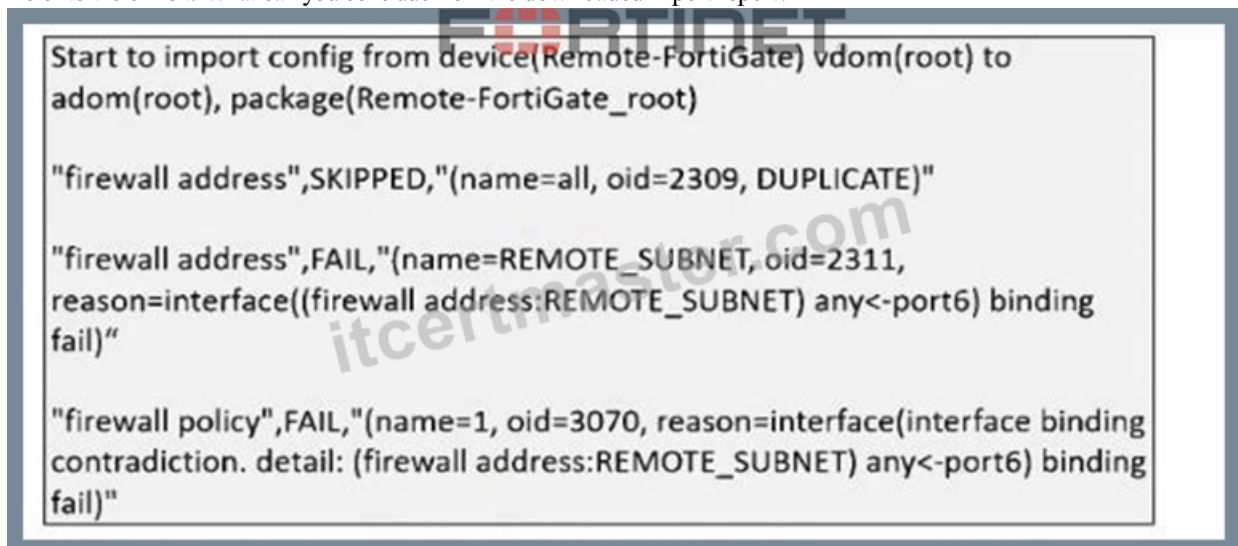 FORTINET
Start to import config from device(Remote-FortiGate) vdom(root) to
adom(root), package(Remote-FortiGate_root)
"firewall address",SKIPPED,"(name=all, oid=2309, DUPLICATE)"
"firewall address",FAIL,"(name=REMOTE_SUBNET, oid=2311,
reason=interface((firewall address:REMOTE_SUBNET) any<-port6) binding
fail)“
"firewall policy",FAIL,"(name=1, oid=3070, reason=interface(interface binding
contradiction. detail: (firewall address:REMOTE_SUBNET) any<-port6) binding
fail)"
itcertmaster.com